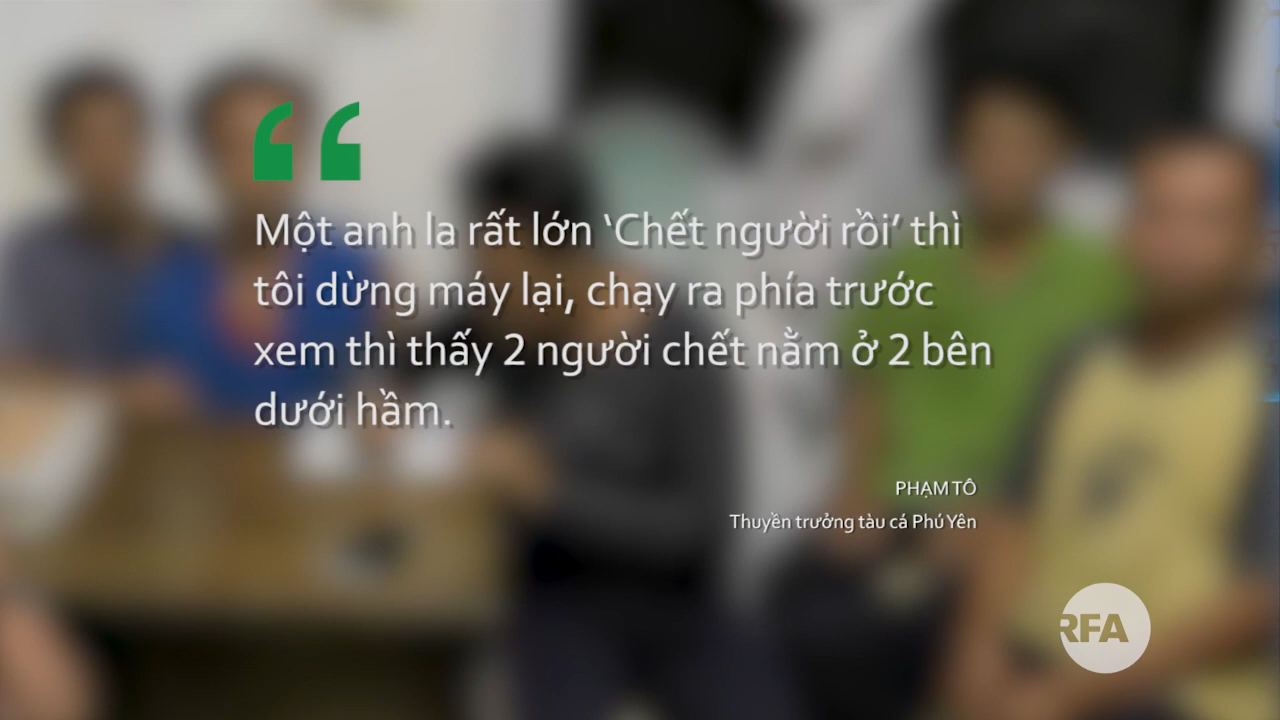 “
Một anh la rất lớn ‘Chết người rồi’ thì
tôi dừng máy lại, chạy ra phía trước
xem thì thấy 2 người chết nằm ở 2 bên
dưới hầm.
PHẠM TÔ
Thuyền trưởng tàu cá Phú Yên
RFA